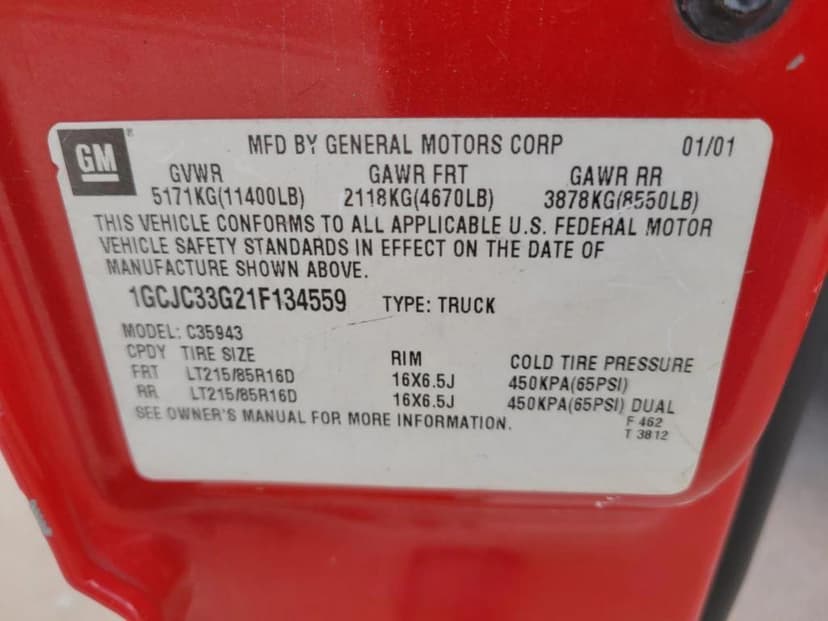 GM
MFD BY GENERAL MOTORS CORP 01/01
GVWR GAWR FRT GAWR RR
5171KG(11400LB) 2118KG(4670LB) 3878KG(8550LB)
THIS VEHICLE CONFORMS TO ALL APPLICABLE U.S. FEDERAL MOTOR
VEHICLE SAFETY STANDARDS IN EFFECT ON THE DATE OF
MANUFACTURE SHOWN ABOVE.
1GCJC33G21F134559 TYPE: TRUCK
MODEL: C35943
CPDY TIRE SIZE RIM COLD TIRE PRESSURE
FRT LT215/85R16D 16X6.5J 450KPA(65PSI)
RR LT215/85R16D 16X6.5J 450KPA(65PSI) DUAL
SEE OWNER'S MANUAL FOR MORE INFORMATION. F 462
T 3812